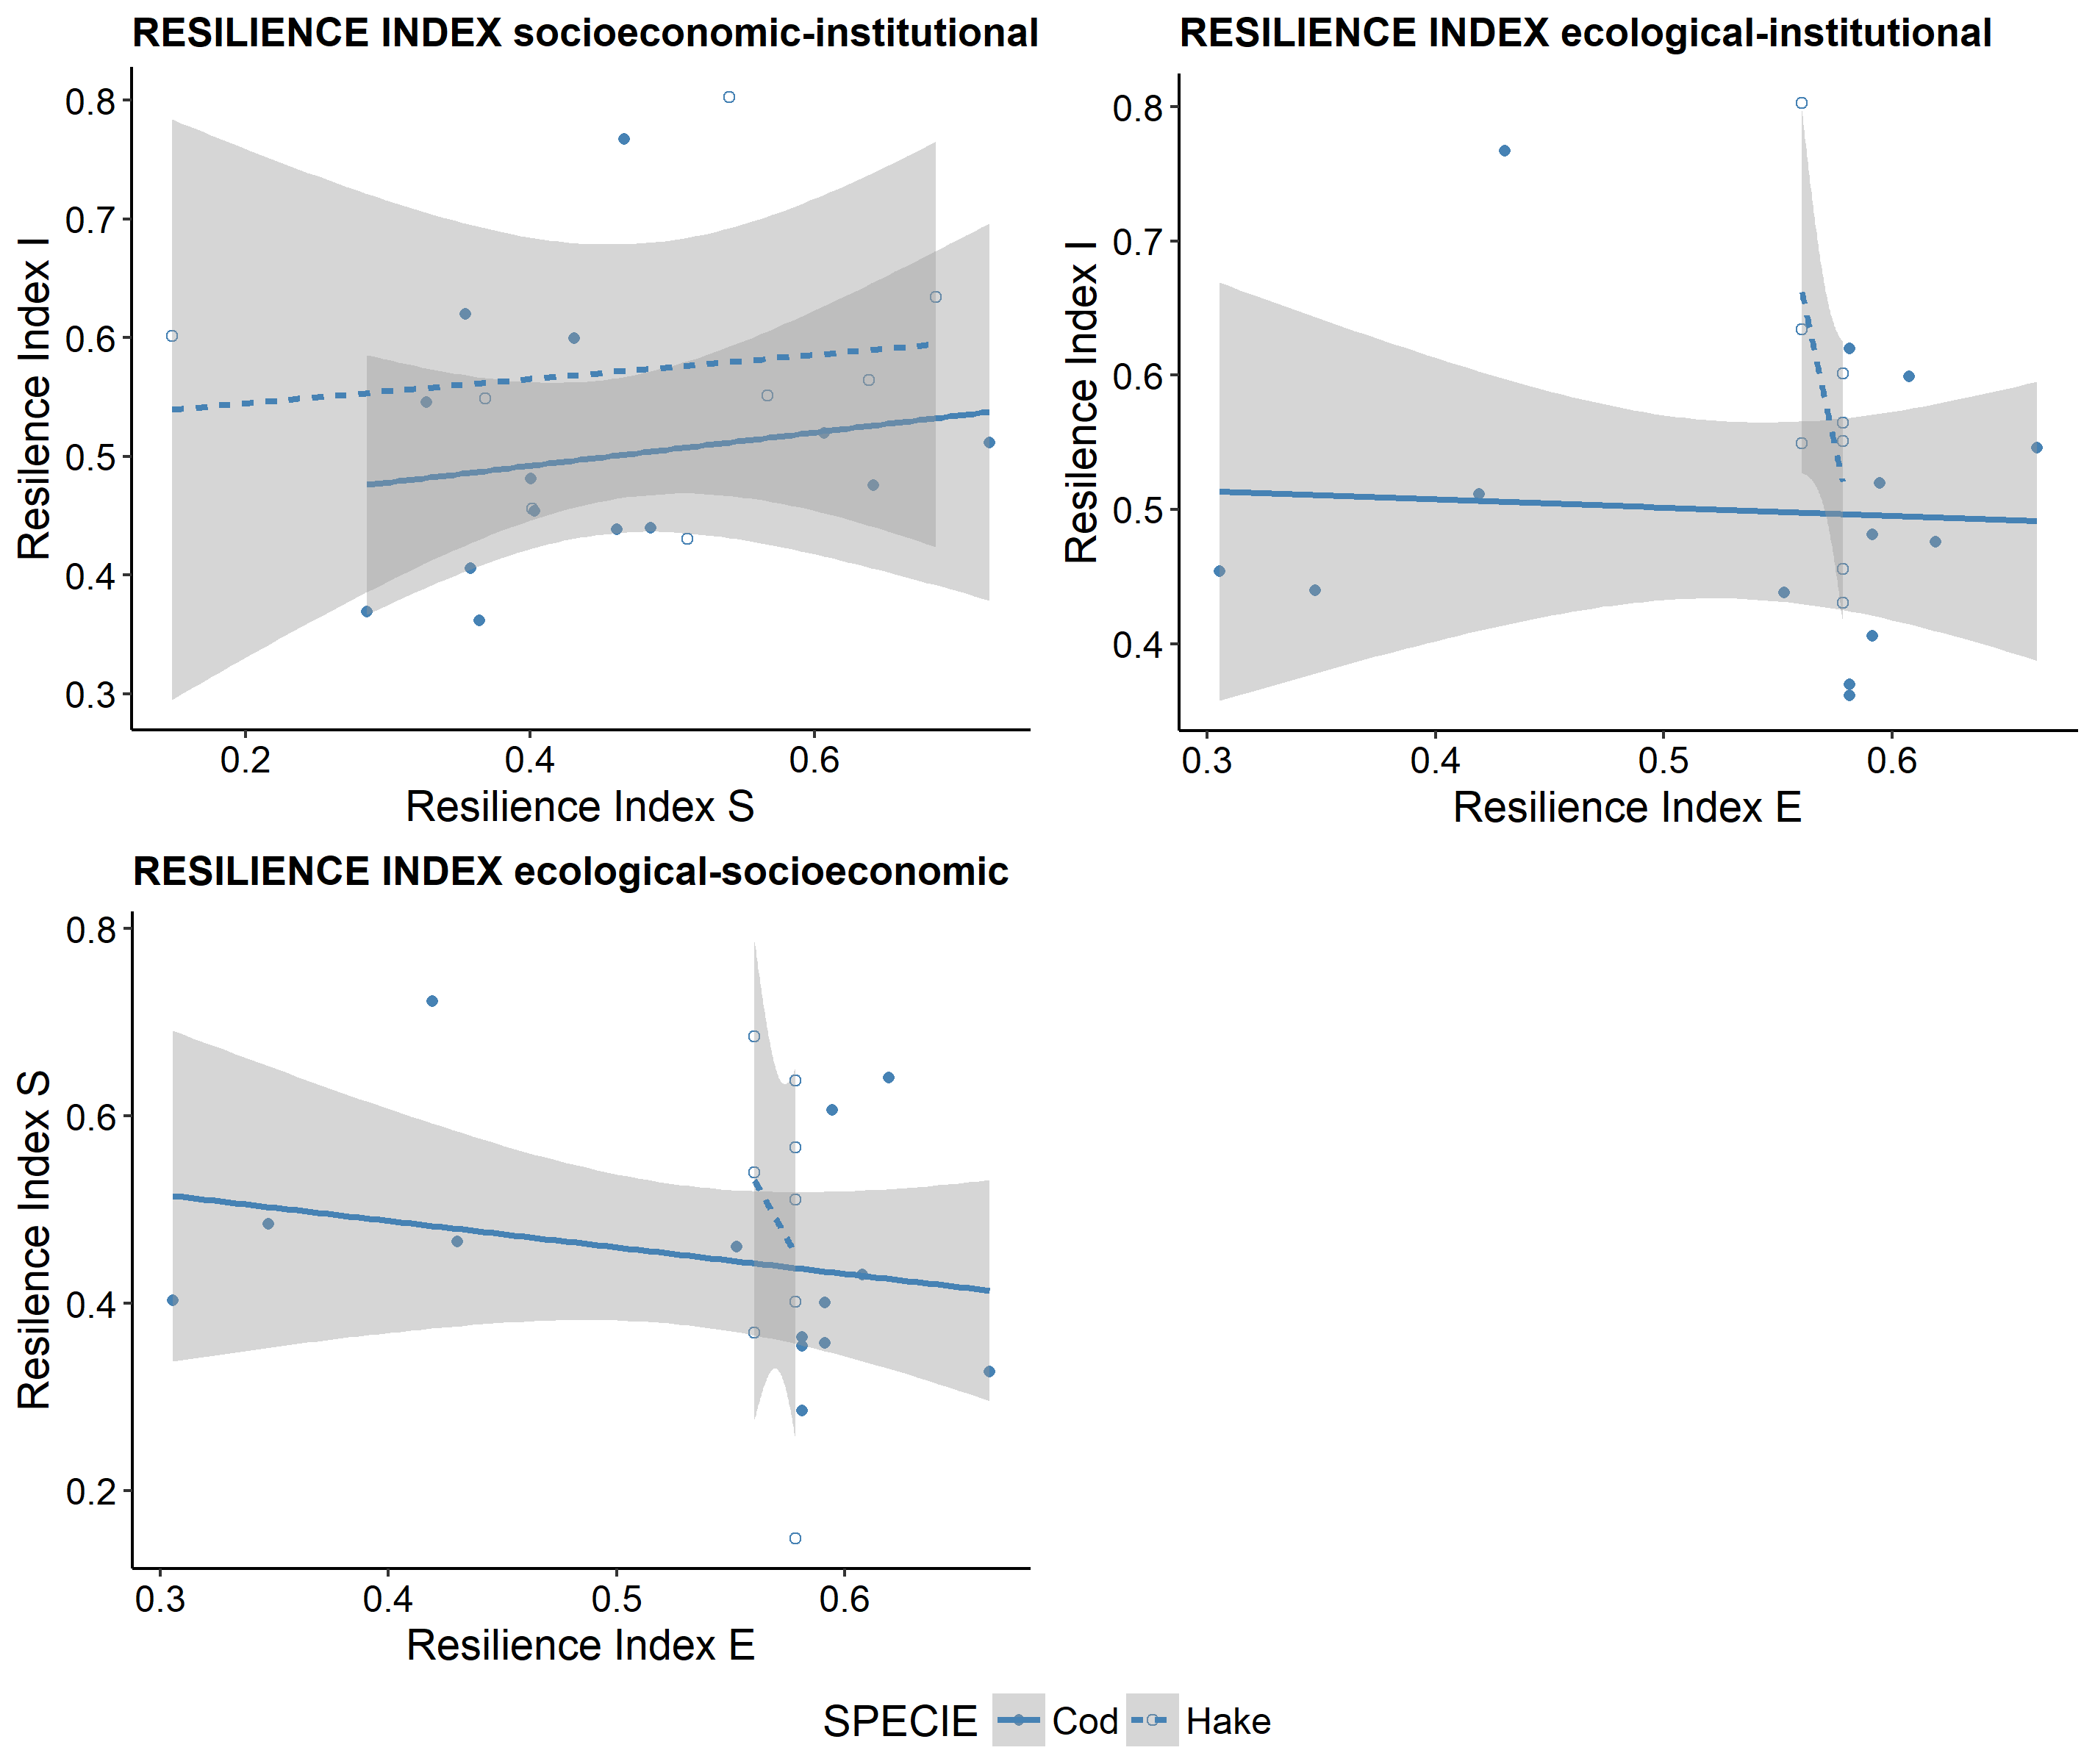 RESILIENCE INDEX socioeconomic-institutional
0.8
0.7
0.6
0.5
0.4
0.3
Resilience Index I
0.2 0.4 0.6
Resilience Index S
RESILIENCE INDEX ecological-institutional
0.8
0.7
0.6
0.5
0.4
Resilience Index I
0.3 0.4 0.5 0.6
Resilience Index E
RESILIENCE INDEX ecological-socioeconomic
0.8
0.6
0.4
0.2
Resilience Index S
0.3 0.4 0.5 0.6
Resilience Index E
SPECIE Cod Hake